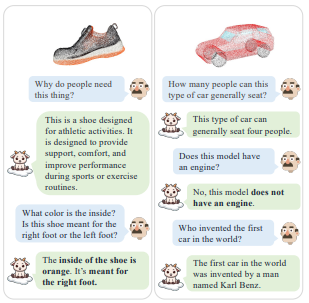 Why do people need
this thing?
This is a shoe designed
for athletic activities. It
is designed to provide
support, comfort, and
improve performance
during sports or exercise
routines.
What color is the inside?
Is this shoe meant for the
right foot or the left foot?
The inside of the shoe is
orange. It's meant for
the right foot.
How many people can this
type of car generally seat?
This type of car can
generally seat four people.
Does this model have
an engine?
No, this model does not
have an engine.
Who invented the first
car in the world?
The first car in the world
was invented by a man
named Karl Benz.